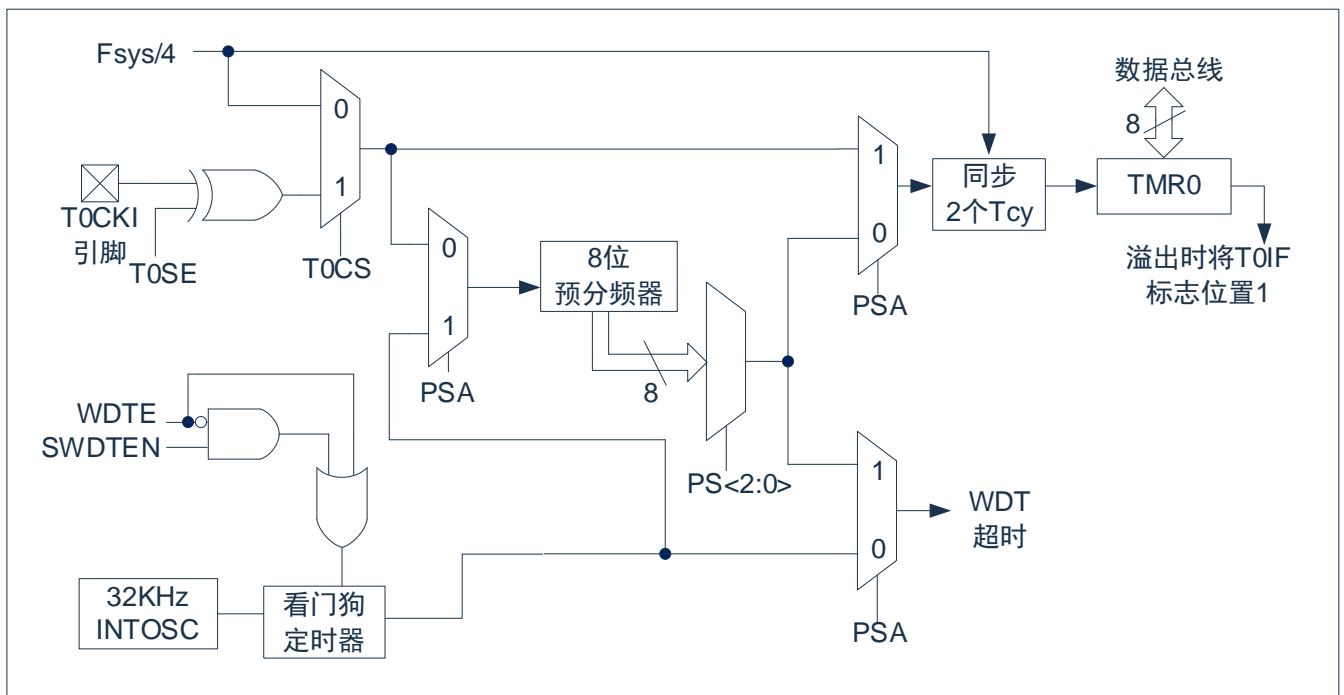 Fsys/4
数据总线
8
0
1
1
0
T0CKI
引脚
T0SE
T0CS
同步
2个Tcy
TMR0
0
1
8位
预分频器
PSA
溢出时将T0IF
标志位置1
PSA
8
WDTE
SWDTEN
PS<2:0>
1
0
WDT
超时
32KHz
INTOSC
看门狗
定时器
PSA